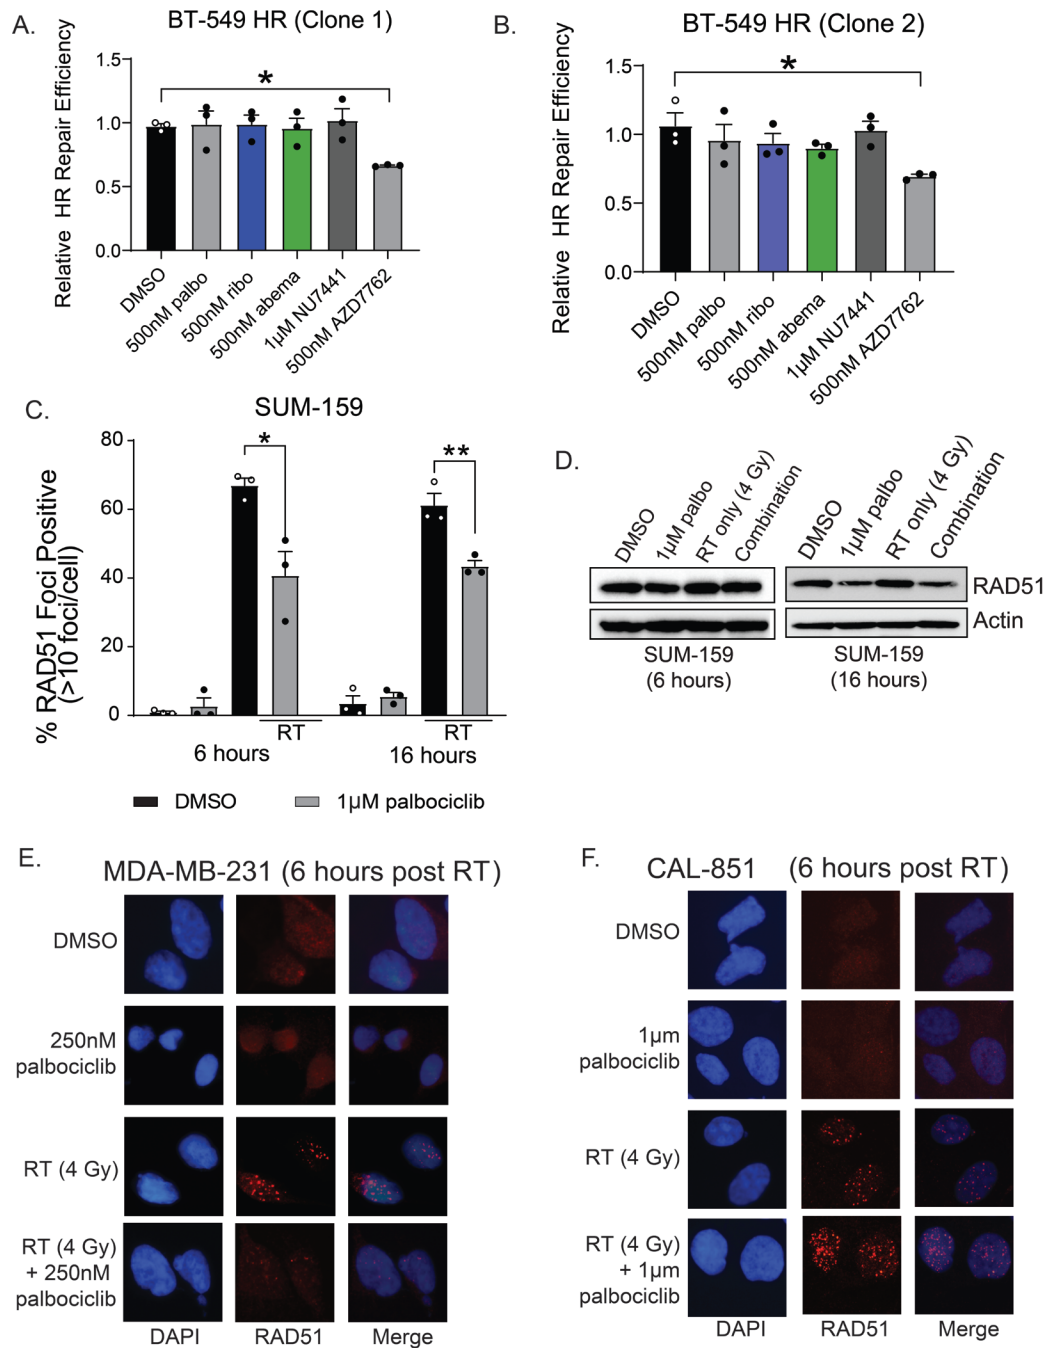 A.
BT-549 HR (Clone 1)
Relative HR Repair Efficiency
1.5
1.0
0.5
0.0
*
DMSO
500nM palbo
500nM ribo
500nM abema
1µM NU7441
500nM AZD7762
B.
BT-549 HR (Clone 2)
Relative HR Repair Efficiency
1.5
1.0
0.5
0.0
*
DMSO
500nM palbo
500nM ribo
500nM abema
1µM NU7441
500nM AZD7762
C.
SUM-159
% RAD51 Foci Positive
(>10 foci/cell)
80
60
40
20
0
*
**
RT
RT
6 hours
16 hours
DMSO
1µM palbociclib
D.
DMSO
1µM palbo
RT only (4 Gy)
Combination
DMSO
1µM palbo
RT only (4 Gy)
Combination
RAD51
Actin
SUM-159
(6 hours)
SUM-159
(16 hours)
E.
MDA-MB-231 (6 hours post RT)
DMSO
250nM
palbociclib
RT (4 Gy)
RT (4 Gy)
+ 250nM
palbociclib
DAPI
RAD51
Merge
F.
CAL-851 (6 hours post RT)
DMSO
1µm
palbociclib
RT (4 Gy)
RT (4 Gy)
+ 1µm
palbociclib
DAPI
RAD51
Merge